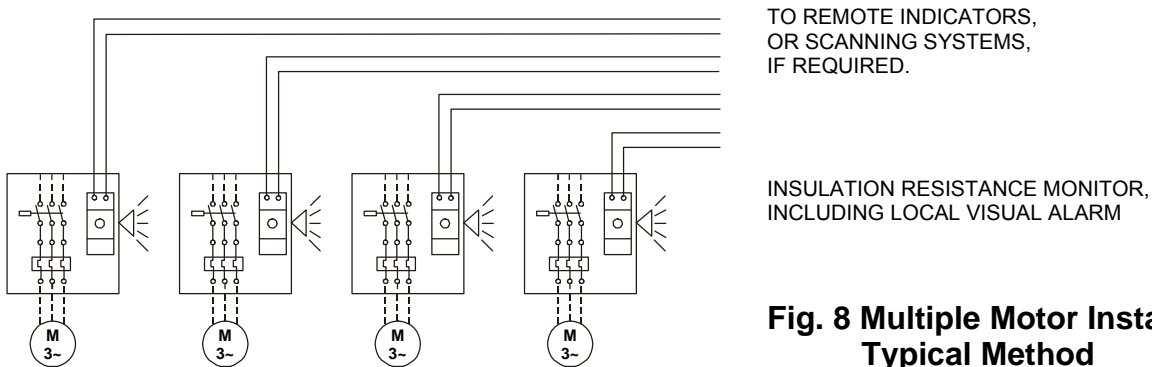 TO REMOTE INDICATORS,
OR SCANNING SYSTEMS,
IF REQUIRED.
INSULATION RESISTANCE MONITOR,
INCLUDING LOCAL VISUAL ALARM
Fig. 8 Multiple Motor
Typical Method
M
3~
M
3~
M
3~
M
3~